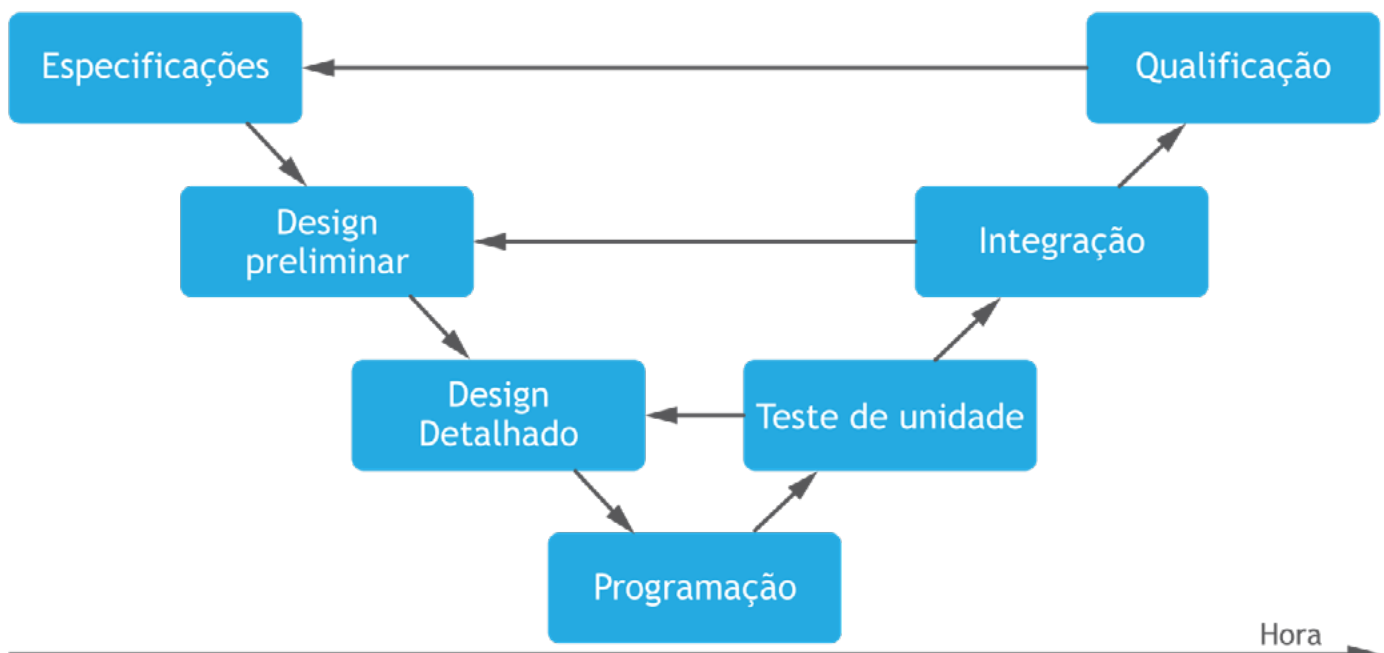 Especificações
Qualificação
Design
preliminar
Integração
Design
Detalhado
Teste de unidade
Programação
Hora